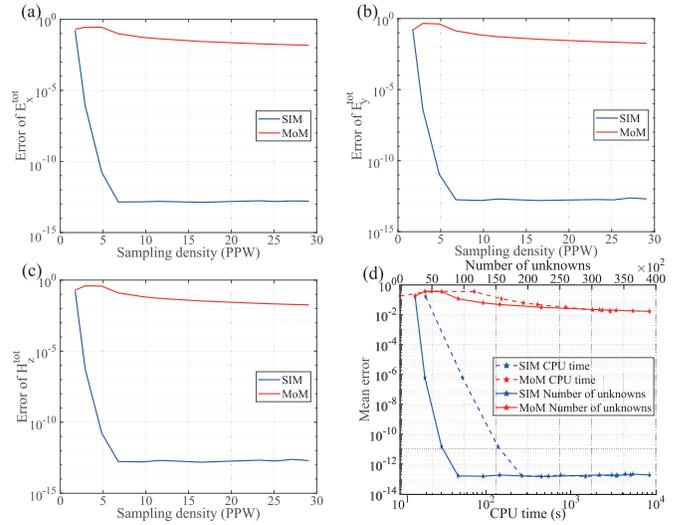 (a)
10^0
10^-5
10^-10
10^-15
Error of E_x^tot
SIM
MoM
0 5 10 15 20 25 30
Sampling density (PPW)
(b)
10^0
10^-5
10^-10
10^-15
Error of E_y^tot
SIM
MoM
0 5 10 15 20 25 30
Sampling density (PPW)
(c)
10^0
10^-5
10^-10
10^-15
Error of H_z^tot
SIM
MoM
0 5 10 15 20 25 30
Sampling density (PPW)
(d)
Number of unknowns
×10^2
0 50 100 150 200 250 300 350 400
10^0
10^-2
10^-4
10^-6
10^-8
10^-10
10^-12
10^-14
Mean error
SIM CPU time
MoM CPU time
SIM Number of unknowns
MoM Number of unknowns
10^1 10^2 10^3 10^4
CPU time (s)